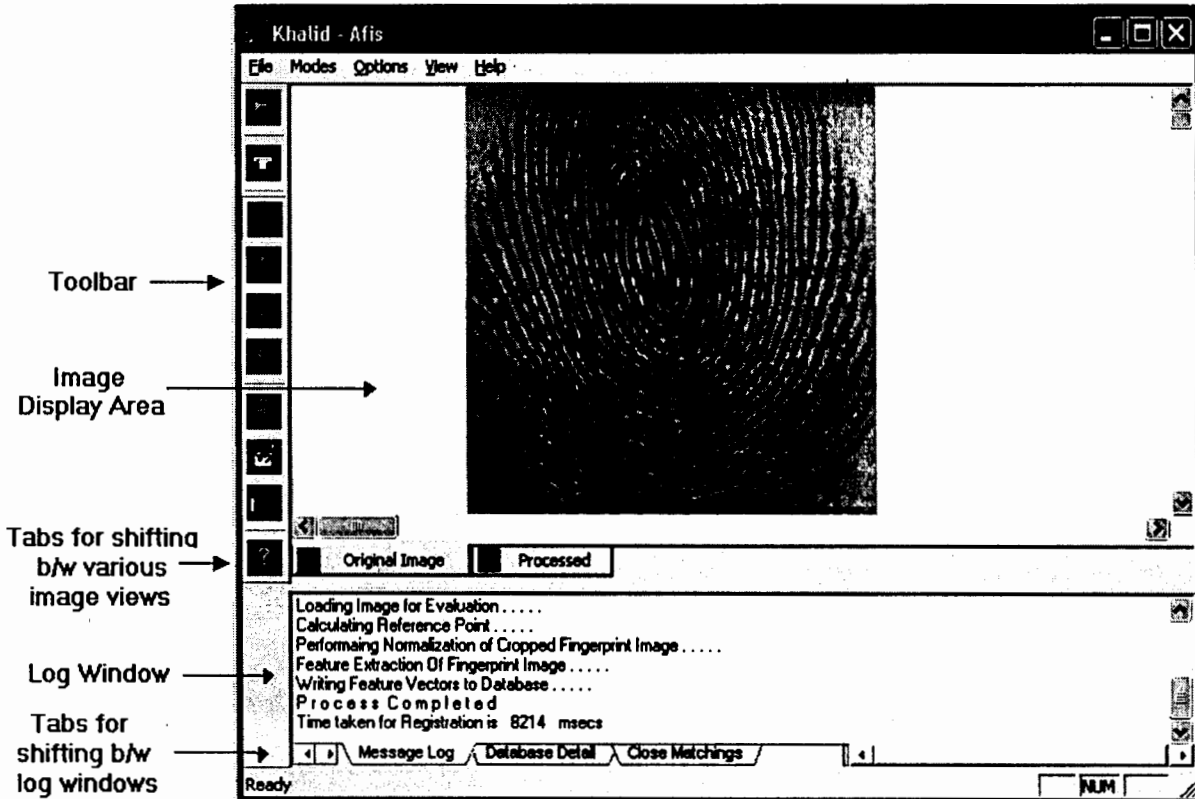 Khalid - Afis
File Modes Options View Help
Toolbar
Image
Display Area
Tabs for shifting
b/w various
image views
Original Image Processed
Loading Image for Evaluation . . . . .
Calculating Reference Point . . . . .
Performaing Normalization of Cropped Fingerprint Image . . . . .
Feature Extraction Of Fingerprint Image . . . . .
Writing Feature Vectors to Database . . . . .
Process Completed
Time taken for Registration is 8214 msecs
Log Window
Tabs for
shifting b/w
log windows
Message Log Database Detail Close Matchings
Ready NUM